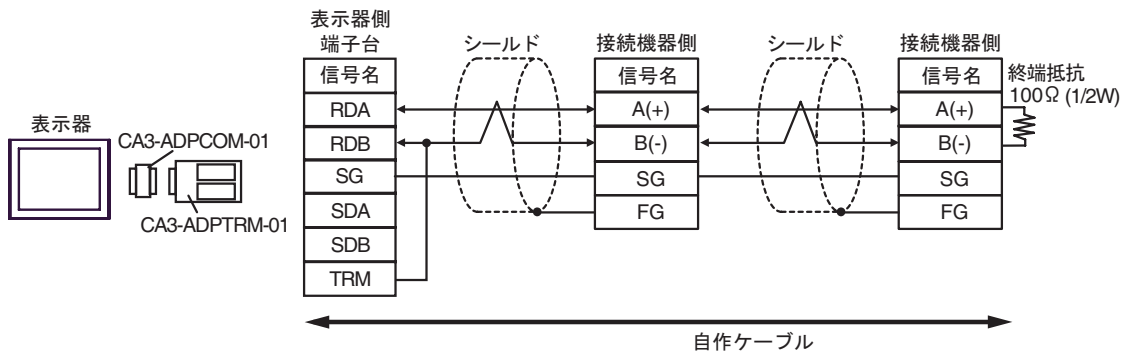 表示器
CA3-ADPCOM-01
CA3-ADPTRM-01
表示器側
端子台
信号名
RDA
RDB
SG
SDA
SDB
TRM
シールド
接続機器側
信号名
A(+)
B(-)
SG
FG
シールド
接続機器側
信号名
A(+)
B(-)
SG
FG
終端抵抗
100Ω (1/2W)
自作ケーブル